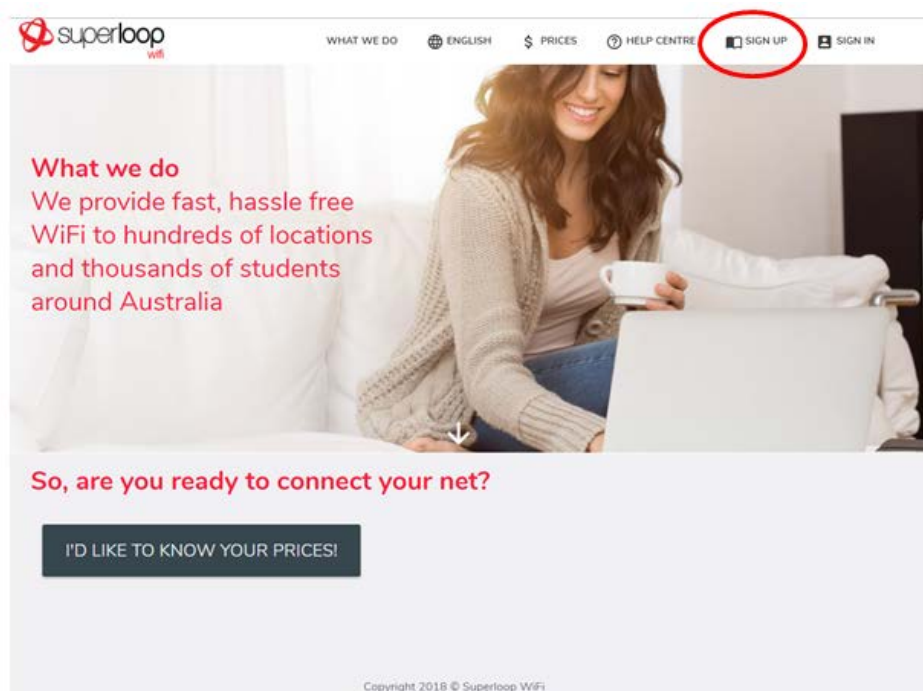 superloop
wifi
WHAT WE DO ENGLISH $ PRICES HELP CENTRE SIGN UP SIGN IN
What we do
We provide fast, hassle free
WiFi to hundreds of locations
and thousands of students
around Australia
So, are you ready to connect your net?
I'D LIKE TO KNOW YOUR PRICES!
Copyright 2018 © Superloop WiFi